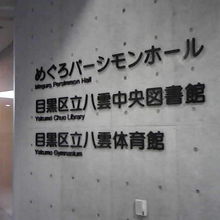 めぐろパーシモンホール
Meguro Persimmon Hall
目黒区立八雲中央図書館
Yakumo Chuo Library
目黒区立八雲体育館
Yakumo Gymnasium